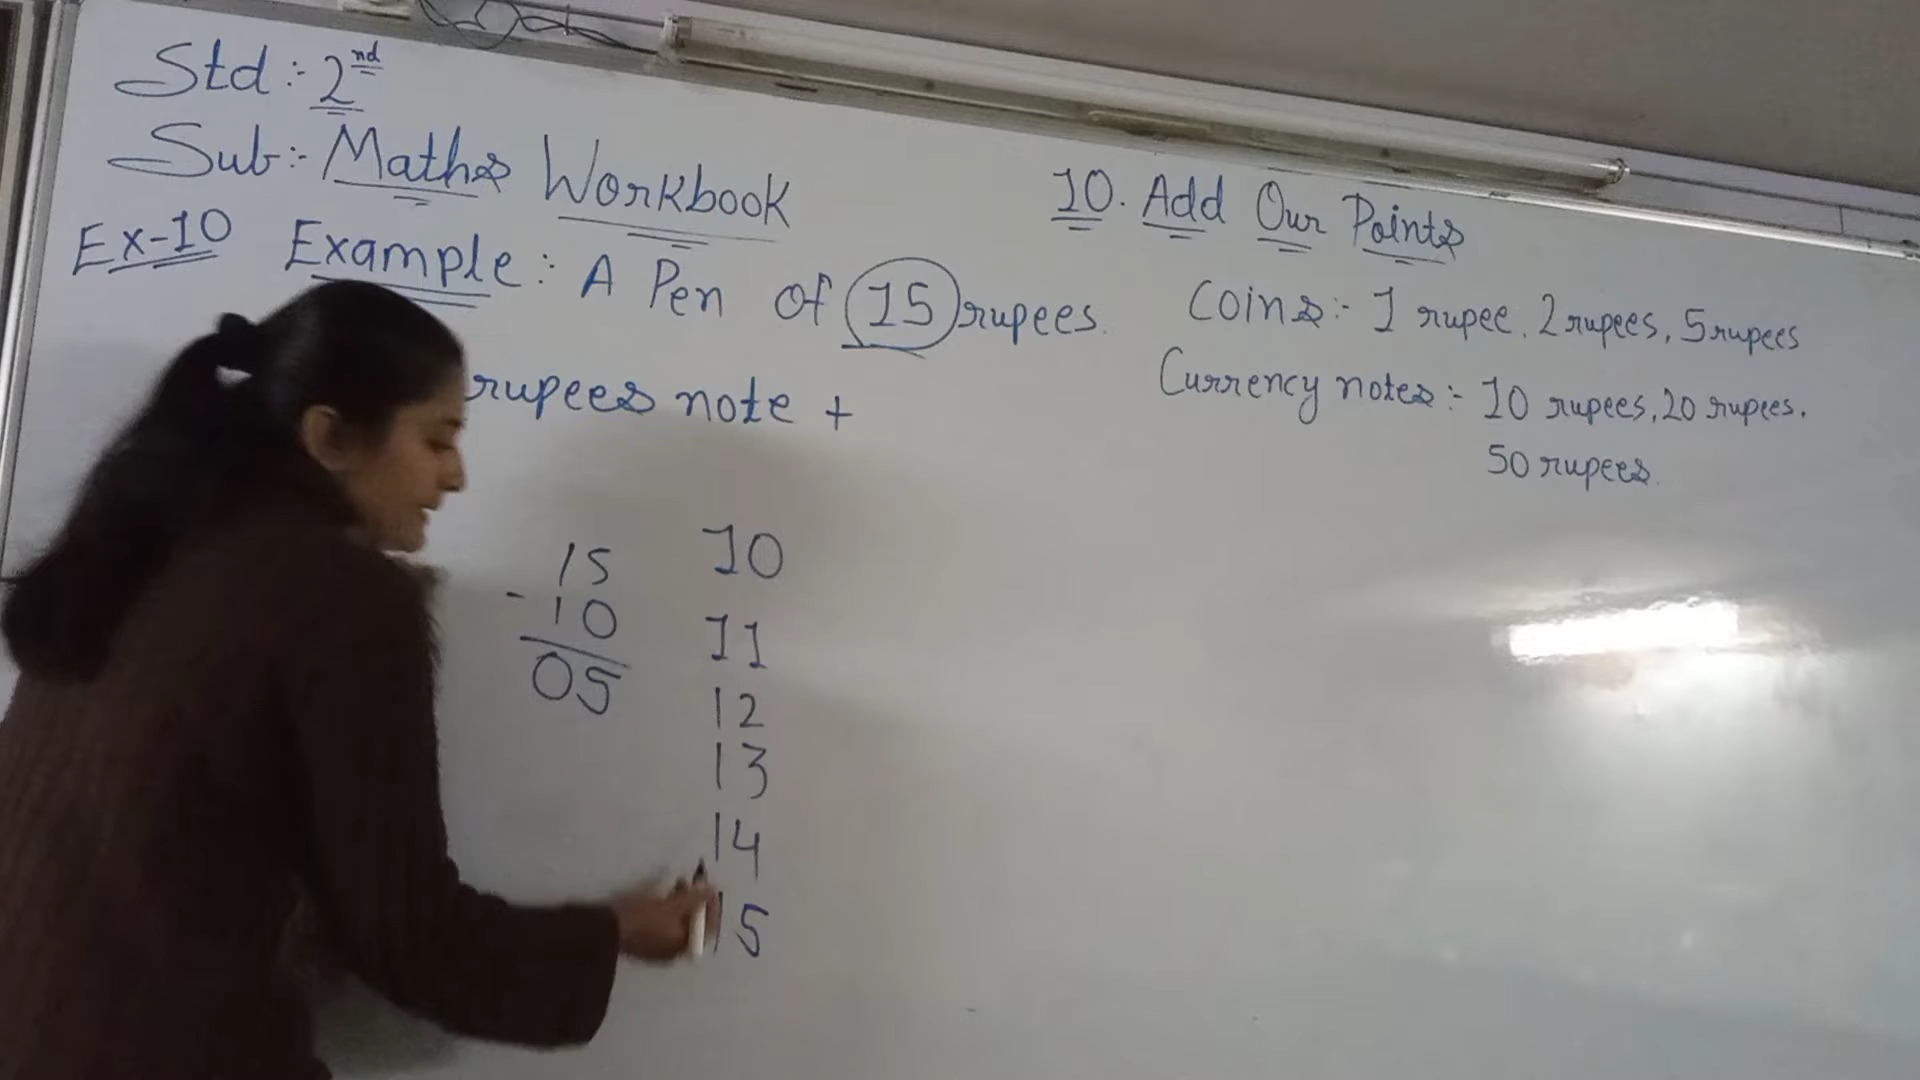 Std :- 2nd
Sub :- Maths Workbook
Ex-10 Example :- A Pen Of 15 rupees.
rupees note +
15
- 10
05
10
11
12
13
14
15
10. Add Our Points
Coins :- 1 rupee, 2 rupees, 5 rupees
Currency notes :- 10 rupees, 20 rupees.
50 rupees.